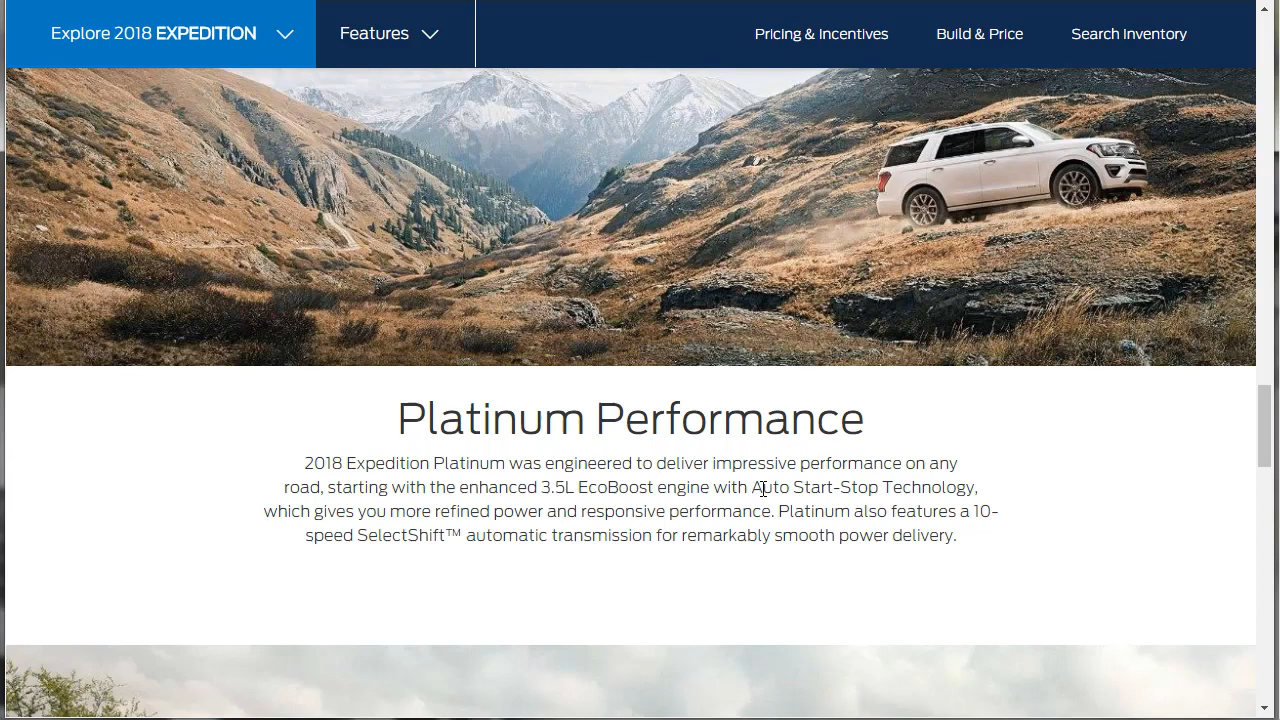 Explore 2018 EXPEDITION Features Pricing & Incentives Build & Price Search Inventory
Platinum Performance
2018 Expedition Platinum was engineered to deliver impressive performance on any
road, starting with the enhanced 3.5L EcoBoost engine with Auto Start-Stop Technology,
which gives you more refined power and responsive performance. Platinum also features a 10-
speed SelectShift™ automatic transmission for remarkably smooth power delivery.